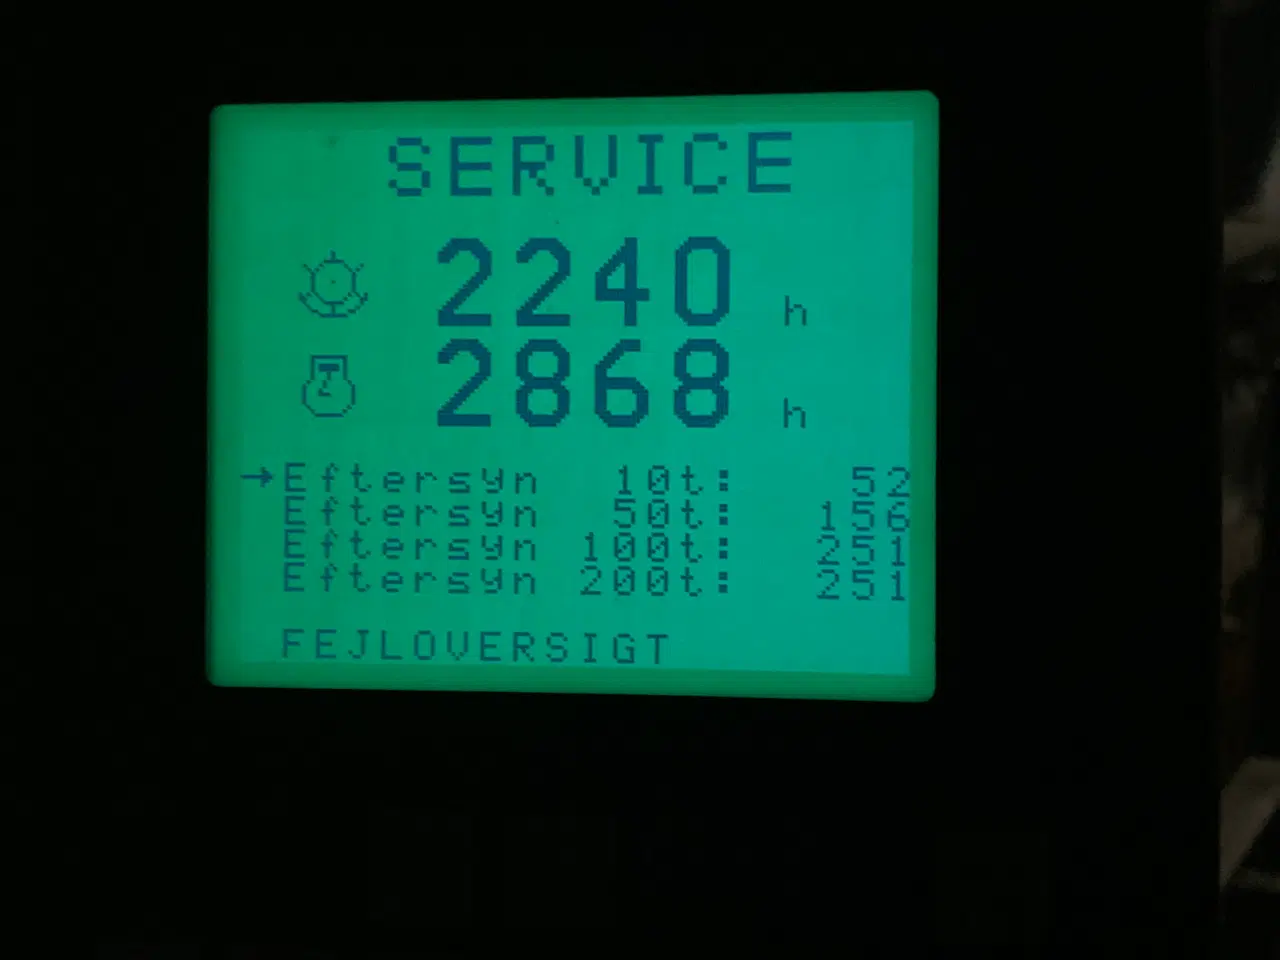 SERVICE
2240 h
2868 h
→Eftersyn 10t: 52
Eftersyn 50t: 156
Eftersyn 100t: 251
Eftersyn 200t: 251
FEJLOVERSIGT